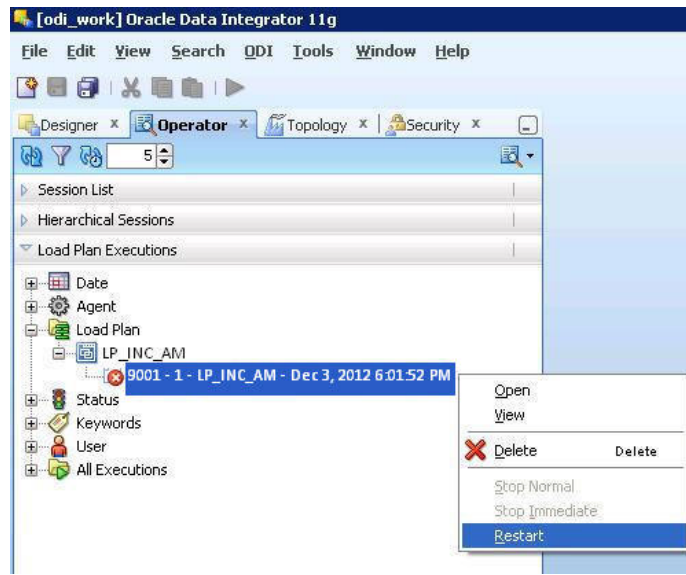 [odi_work] Oracle Data Integrator 11g
File Edit View Search ODI Tools Window Help
Designer x Operator x Topology x Security x
5
Session List
Hierarchical Sessions
Load Plan Executions
Date
Agent
Load Plan
LP_INC_AM
9001 - 1 - LP_INC_AM - Dec 3, 2012 6:01:52 PM
Status
Keywords
User
All Executions
Open
View
Delete Delete
Stop Normal
Stop Immediate
Restart